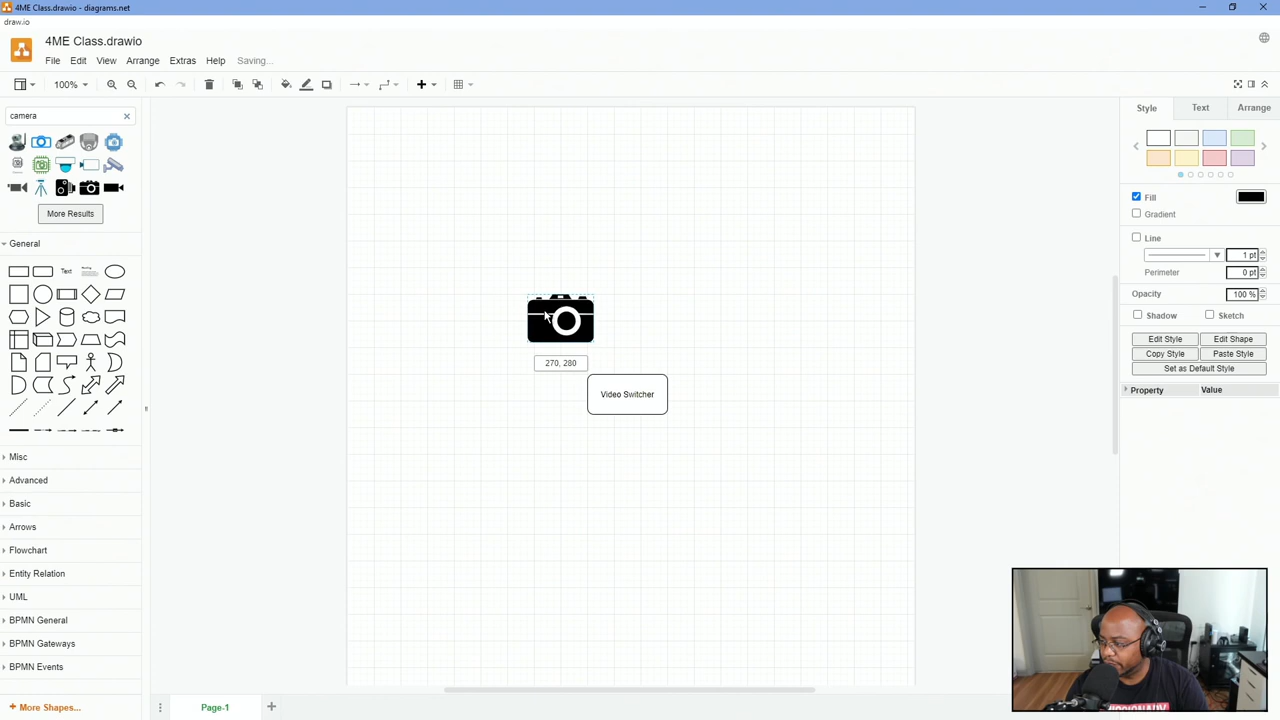 4ME Class.drawio - diagrams.net
draw.io
4ME Class.drawio
File Edit View Arrange Extras Help Saving...
100%
camera
More Results
General
Text
Misc
Advanced
Basic
Arrows
Flowchart
Entity Relation
UML
BPMN General
BPMN Gateways
BPMN Events
+ More Shapes...
270, 280
Video Switcher
Page-1
Style Text Arrange
Fill
Gradient
Line
1 pt
Perimeter
0 pt
Opacity
100 %
Shadow Sketch
Edit Style Edit Shape
Copy Style Paste Style
Set as Default Style
Property Value